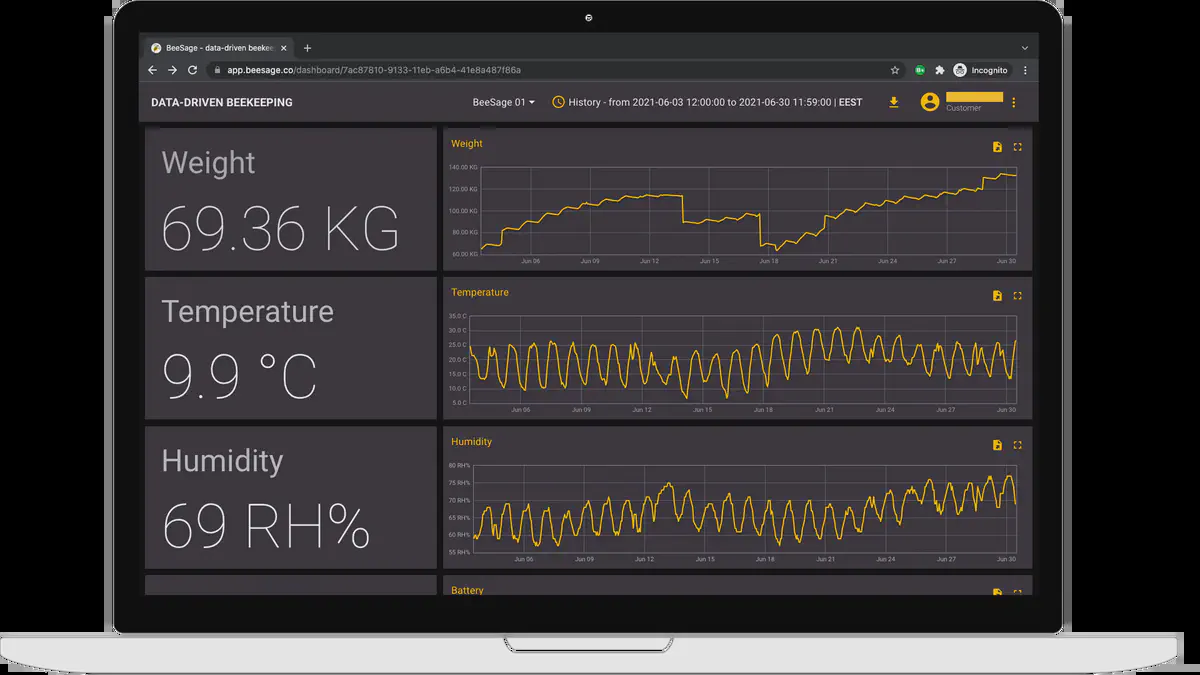 BeeSage - data-driven beekee
app.beesage.co/dashboard/7ac87810-9133-11eb-a6b4-41e8a487f86a
Incognito
DATA-DRIVEN BEEKEEPING
BeeSage 01
History - from 2021-06-03 12:00:00 to 2021-06-30 11:59:00 | EEST
Customer
Weight
69.36 KG
Weight
140.00 KG
120.00 KG
100.00 KG
80.00 KG
60.00 KG
Jun 06 Jun 09 Jun 12 Jun 15 Jun 18 Jun 21 Jun 24 Jun 27 Jun 30
Temperature
9.9 °C
Temperature
35.0 C
30.0 C
25.0 C
20.0 C
15.0 C
10.0 C
5.0 C
Jun 06 Jun 09 Jun 12 Jun 15 Jun 18 Jun 21 Jun 24 Jun 27 Jun 30
Humidity
69 RH%
Humidity
80 RH%
75 RH%
70 RH%
65 RH%
60 RH%
55 RH%
Jun 06 Jun 09 Jun 12 Jun 15 Jun 18 Jun 21 Jun 24 Jun 27 Jun 30
Battery